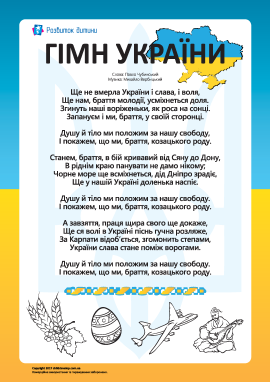 Розвиток дитини
ГІМН УКРАЇНИ
Слова: Павло Чубинський
Музика: Михайло Вербицький
Ще не вмерла України і слава, і воля,
Ще нам, браття молодії, усміхнеться доля.
Згинуть наші воріженьки, як роса на сонці.
Запануєм і ми, браття, у своїй сторонці.
Душу й тіло ми положим за нашу свободу,
І покажем, що ми, браття, козацького роду.
Станем, браття, в бій кривавий від Сяну до Дону,
В ріднім краю панувати не дамо нікому;
Чорне море ще всміхнеться, дід Дніпро зрадіє,
Ще у нашій Україні доленька наспіє.
Душу й тіло ми положим за нашу свободу,
І покажем, що ми, браття, козацького роду.
А завзяття, праця щира свого ще докаже,
Ще ся волі в Україні піснь гучна розляже,
За Карпати відоб'ється, згомонить степами,
України слава стане поміж ворогами.
Душу й тіло ми положим за нашу свободу,
І покажем, що ми, браття, козацького роду.